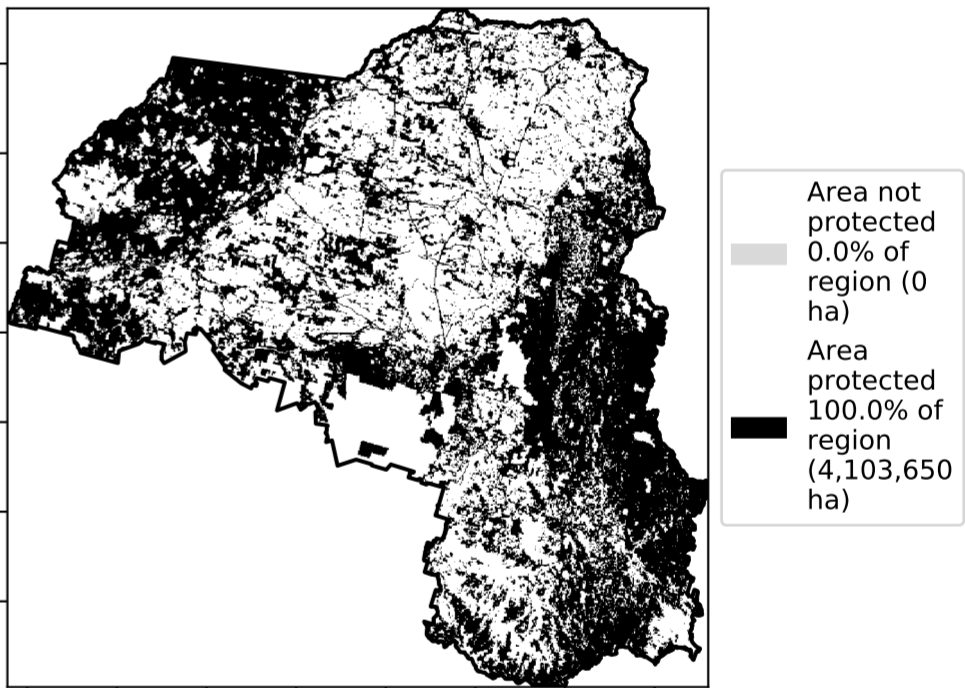 Area not
protected
0.0% of
region (0
ha)
Area
protected
100.0% of
region
(4,103,650
ha)